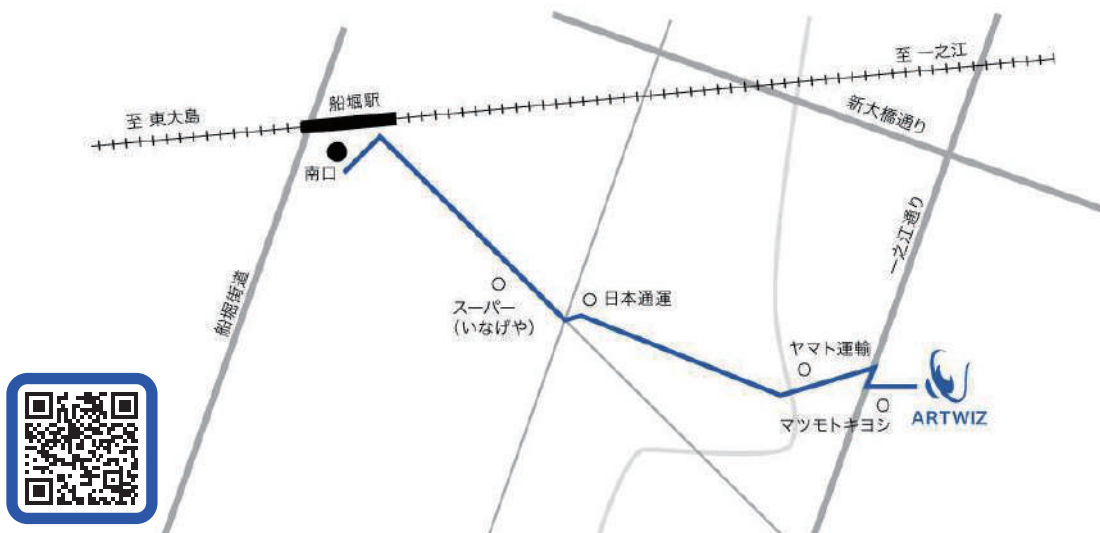 至 一之江
船堀駅
至 東大島
新大橋通り
南口
一之江通り
船堀街道
日本通運
スーパー
（いなげや）
ヤマト運輸
ARTWIZ
マツモトキヨシ